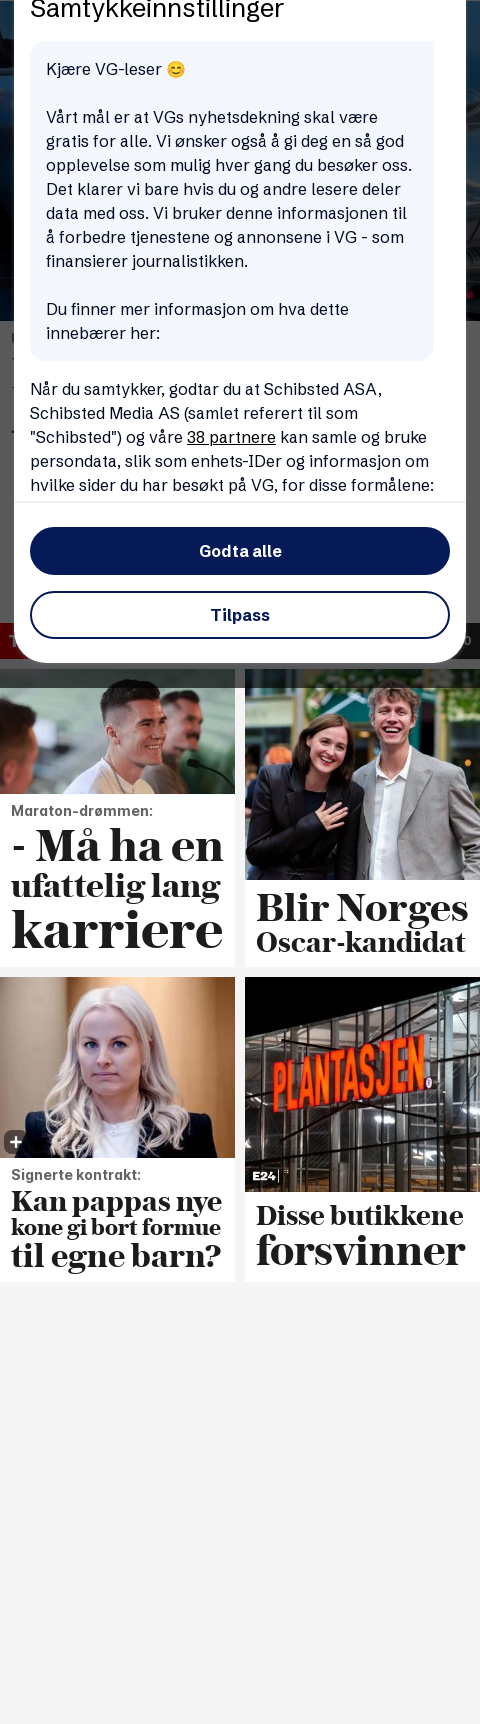 Samtykkeinnstillinger
Kjære VG-leser 😊
Vårt mål er at VGs nyhetsdekning skal være
gratis for alle. Vi ønsker også å gi deg en så god
opplevelse som mulig hver gang du besøker oss.
Det klarer vi bare hvis du og andre lesere deler
data med oss. Vi bruker denne informasjonen til
å forbedre tjenestene og annonsene i VG - som
finansierer journalistikken.
Du finner mer informasjon om hva dette
innebærer her:
Når du samtykker, godtar du at Schibsted ASA,
Schibsted Media AS (samlet referert til som
"Schibsted") og våre 38 partnere kan samle og bruke
persondata, slik som enhets-IDer og informasjon om
hvilke sider du har besøkt på VG, for disse formålene:
Godta alle
Tilpass
Maraton-drømmen:
- Må ha en
ufattelig lang
karriere
Blir Norges
Oscar-kandidat
Signerte kontrakt:
Kan pappas nye
kone gi bort formue
til egne barn?
PLANTASJEN
E24
Disse butikkene
forsvinner